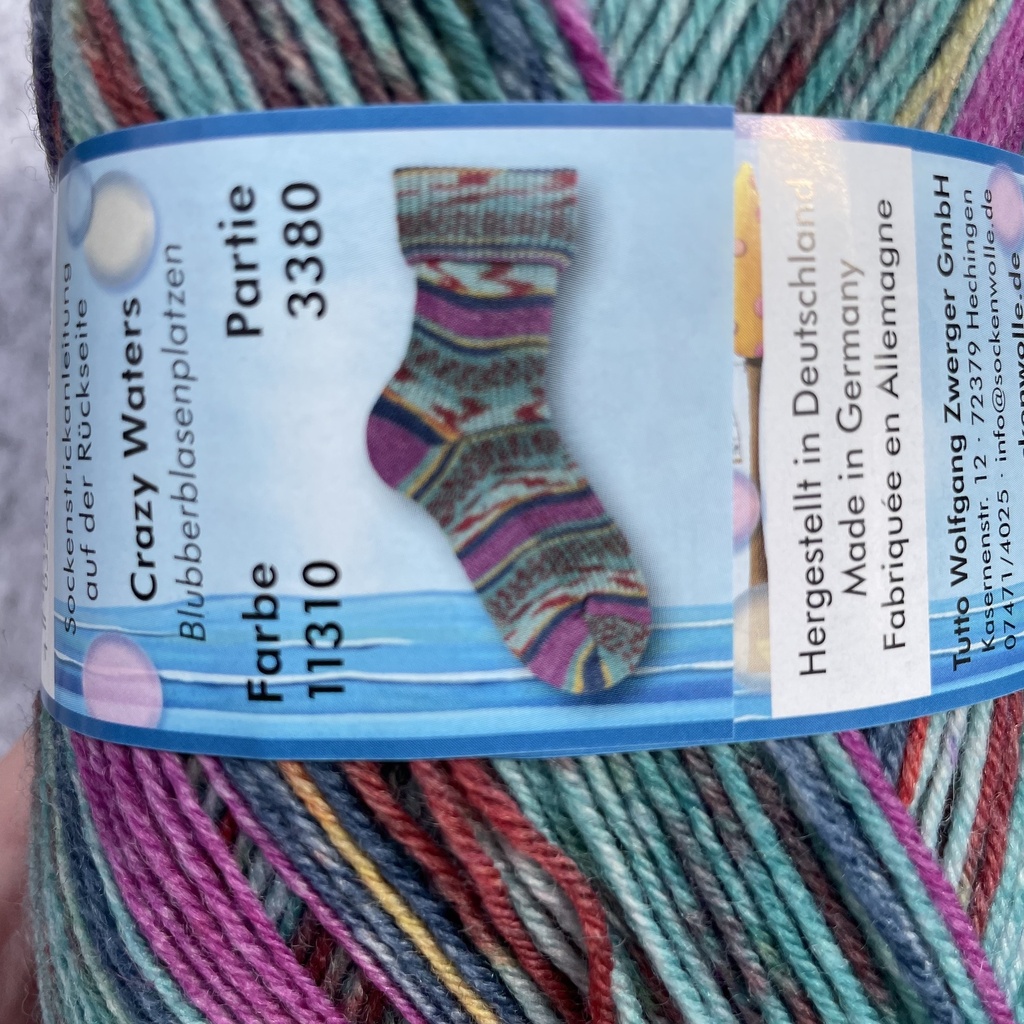 Sockenstrickanleitung
auf der Rückseite
Crazy Waters
Blubberblasenplatzen
Farbe Partie
11310 3380
Hergestellt in Deutschland
Made in Germany
Fabriquée en Allemagne
Tutto Wolfgang Zwerger GmbH
Kasernenstr. 12 · 72379 Hechingen
07471/4025 · info@sockenwolle.de